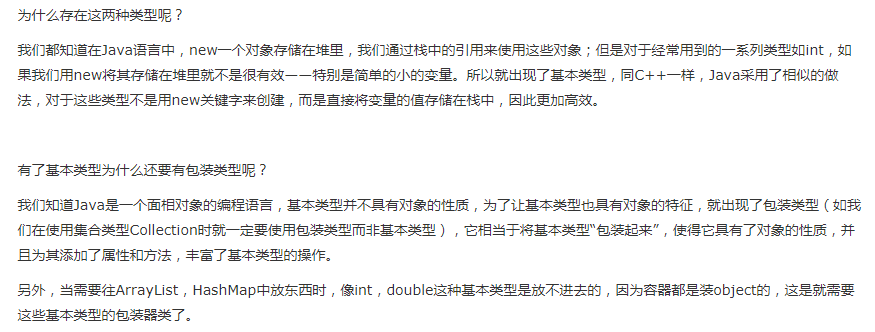 为什么存在这两种类型呢？
我们都知道在Java语言中，new一个对象存储在堆里，我们通过栈中的引用来使用这些对象；但是对于经常用到的一系列类型如int，如
果我们用new将其存储在堆里就不是很有效——特别是简单的小的变量。所以就出现了基本类型，同C++一样，Java采用了相似的做
法，对于这些类型不是用new关键字来创建，而是直接将变量的值存储在栈中，因此更加高效。
有了基本类型为什么还要有包装类型呢？
我们知道Java是一个面相对象的编程语言，基本类型并不具有对象的性质，为了让基本类型也具有对象的特征，就出现了包装类型（如我
们在使用集合类型Collection时就一定要使用包装类型而非基本类型），它相当于将基本类型“包装起来”，使得它具有了对象的性质，并
且为其添加了属性和方法，丰富了基本类型的操作。
另外，当需要往ArrayList，HashMap中放东西时，像int，double这种基本类型是放不进去的，因为容器都是装object的，这是就需要
这些基本类型的包装器类了。